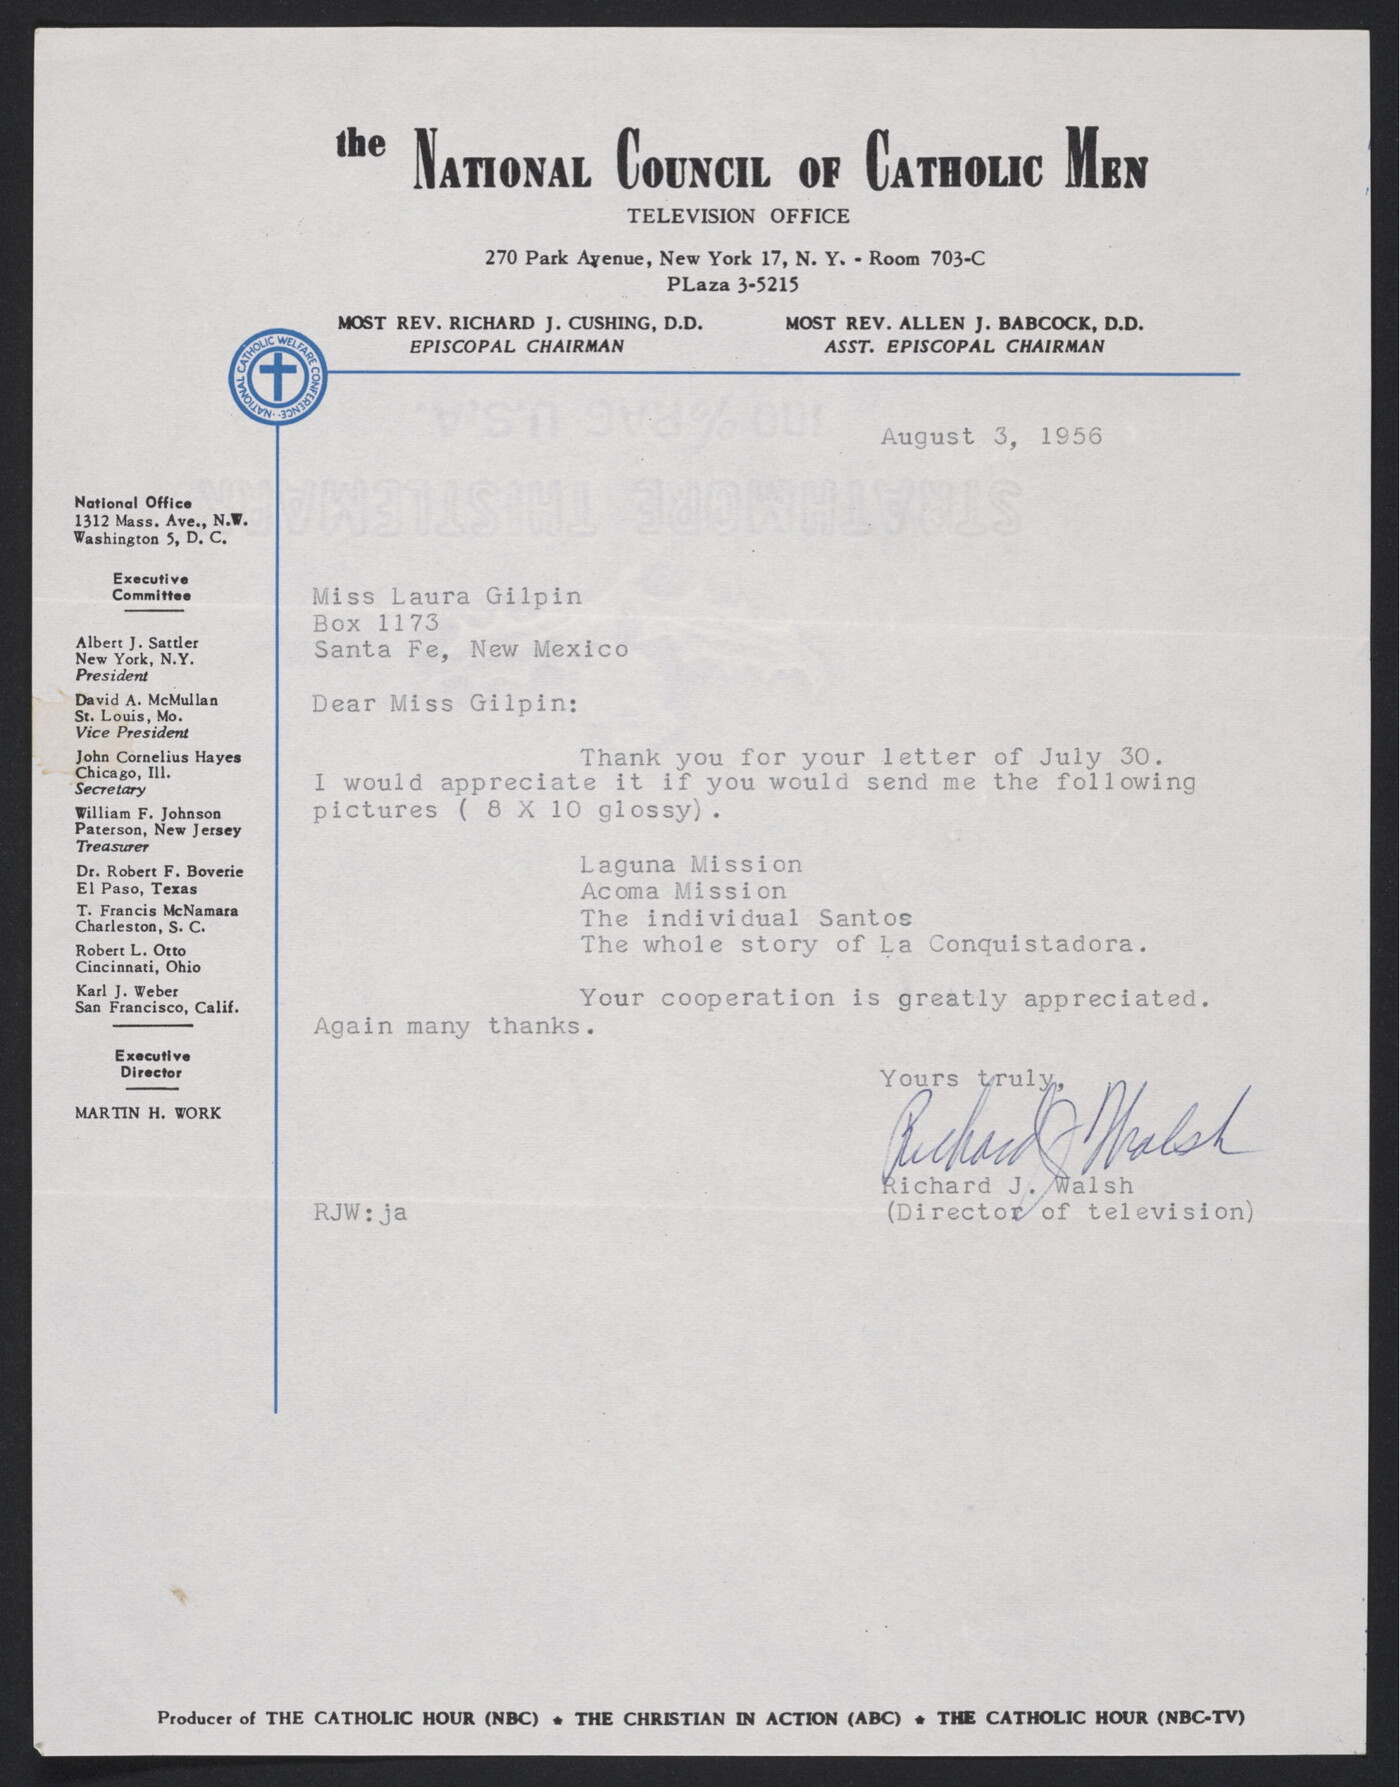 the NATIONAL COUNCIL OF CATHOLIC MEN
TELEVISION OFFICE
270 Park Avenue, New York 17, N. Y. - Room 703-C
PLaza 3-5215
MOST REV. RICHARD J. CUSHING, D.D.
EPISCOPAL CHAIRMAN
MOST REV. ALLEN J. BABCOCK, D.D.
ASST. EPISCOPAL CHAIRMAN
NATIONAL CATHOLIC WELFARE CONFERENCE
100% RAG U.S.A.
STRATHMORE THISTLEMARK
August 3, 1956
National Office
1312 Mass. Ave., N.W.
Washington 5, D. C.
Executive
Committee
Albert J. Sattler
New York, N.Y.
President
David A. McMullan
St. Louis, Mo.
Vice President
John Cornelius Hayes
Chicago, Ill.
Secretary
William F. Johnson
Paterson, New Jersey
Treasurer
Dr. Robert F. Boverie
El Paso, Texas
T. Francis McNamara
Charleston, S. C.
Robert L. Otto
Cincinnati, Ohio
Karl J. Weber
San Francisco, Calif.
Executive
Director
MARTIN H. WORK
Miss Laura Gilpin
Box 1173
Santa Fe, New Mexico
Dear Miss Gilpin:
Thank you for your letter of July 30.
I would appreciate it if you would send me the following
pictures ( 8 X 10 glossy).
Laguna Mission
Acoma Mission
The individual Santos
The whole story of La Conquistadora.
Your cooperation is greatly appreciated.
Again many thanks.
Yours truly,
Richard J Walsh
Richard J. Walsh
(Director of television)
RJW:ja
Producer of THE CATHOLIC HOUR (NBC) * THE CHRISTIAN IN ACTION (ABC) * THE CATHOLIC HOUR (NBC-TV)